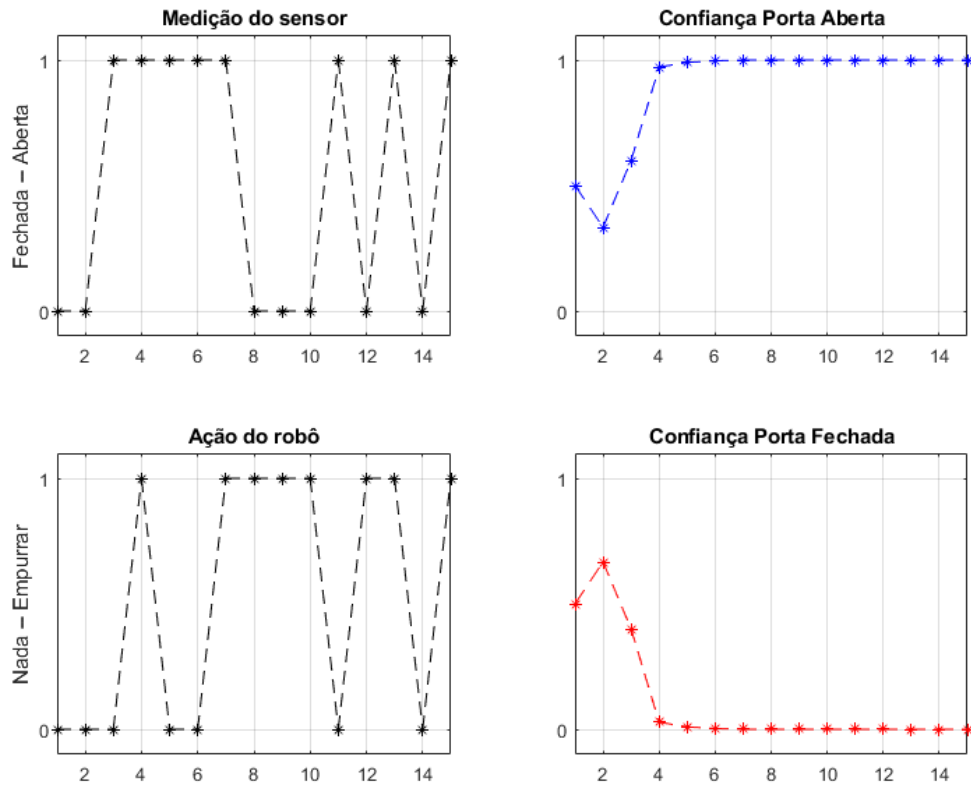 Medição do sensor
Fechada – Aberta
1
0
2 4 6 8 10 12 14
Confiança Porta Aberta
1
0
2 4 6 8 10 12 14
Ação do robô
Nada – Empurrar
1
0
2 4 6 8 10 12 14
Confiança Porta Fechada
1
0
2 4 6 8 10 12 14